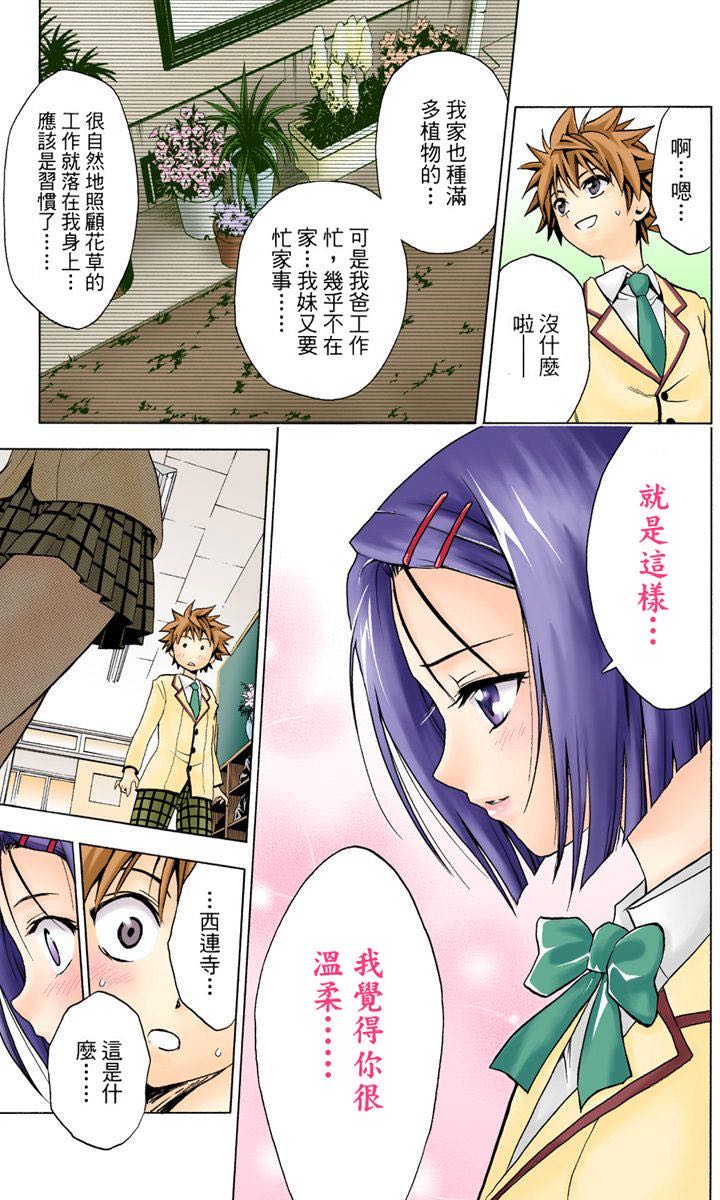 啊…嗯…
沒什麼
啦——
我家也種滿
多植物的…
可是我爸工作
忙，幾乎不在
家…我妹又要
忙家事……
很自然地照顧花草的
工作就落在我身上…
應該是習慣了……
就是這樣…
我覺得你很
溫柔……
…西連寺…
這是什
麼……